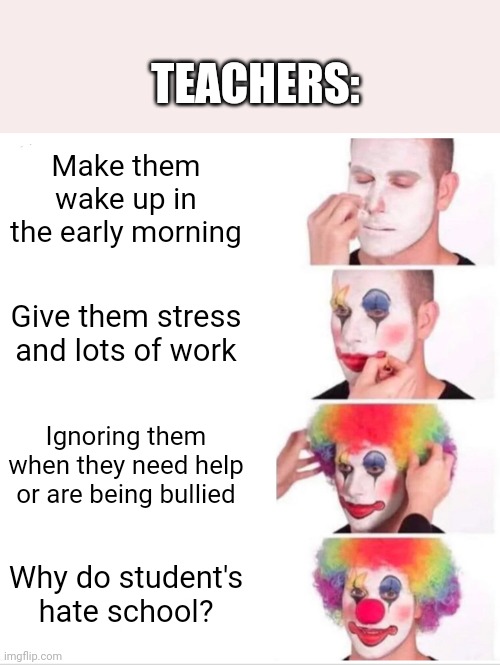 TEACHERS:
Make them
wake up in
the early morning
Give them stress
and lots of work
Ignoring them
when they need help
or are being bullied
Why do student's
hate school?
imgflip.com